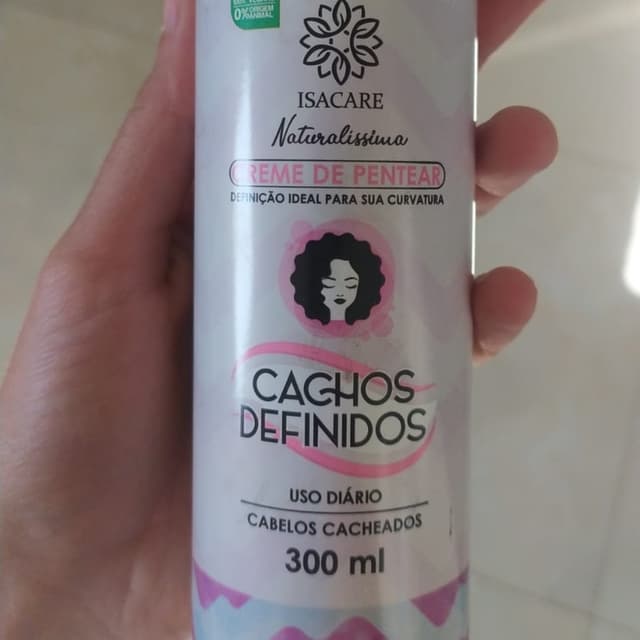 0% ORIGEM
ANIMAL
ISACARE
Naturalissima
CREME DE PENTEAR
DEFINIÇÃO IDEAL PARA SUA CURVATURA
CACHOS
DEFINIDOS
USO DIÁRIO
CABELOS CACHEADOS
300 ml